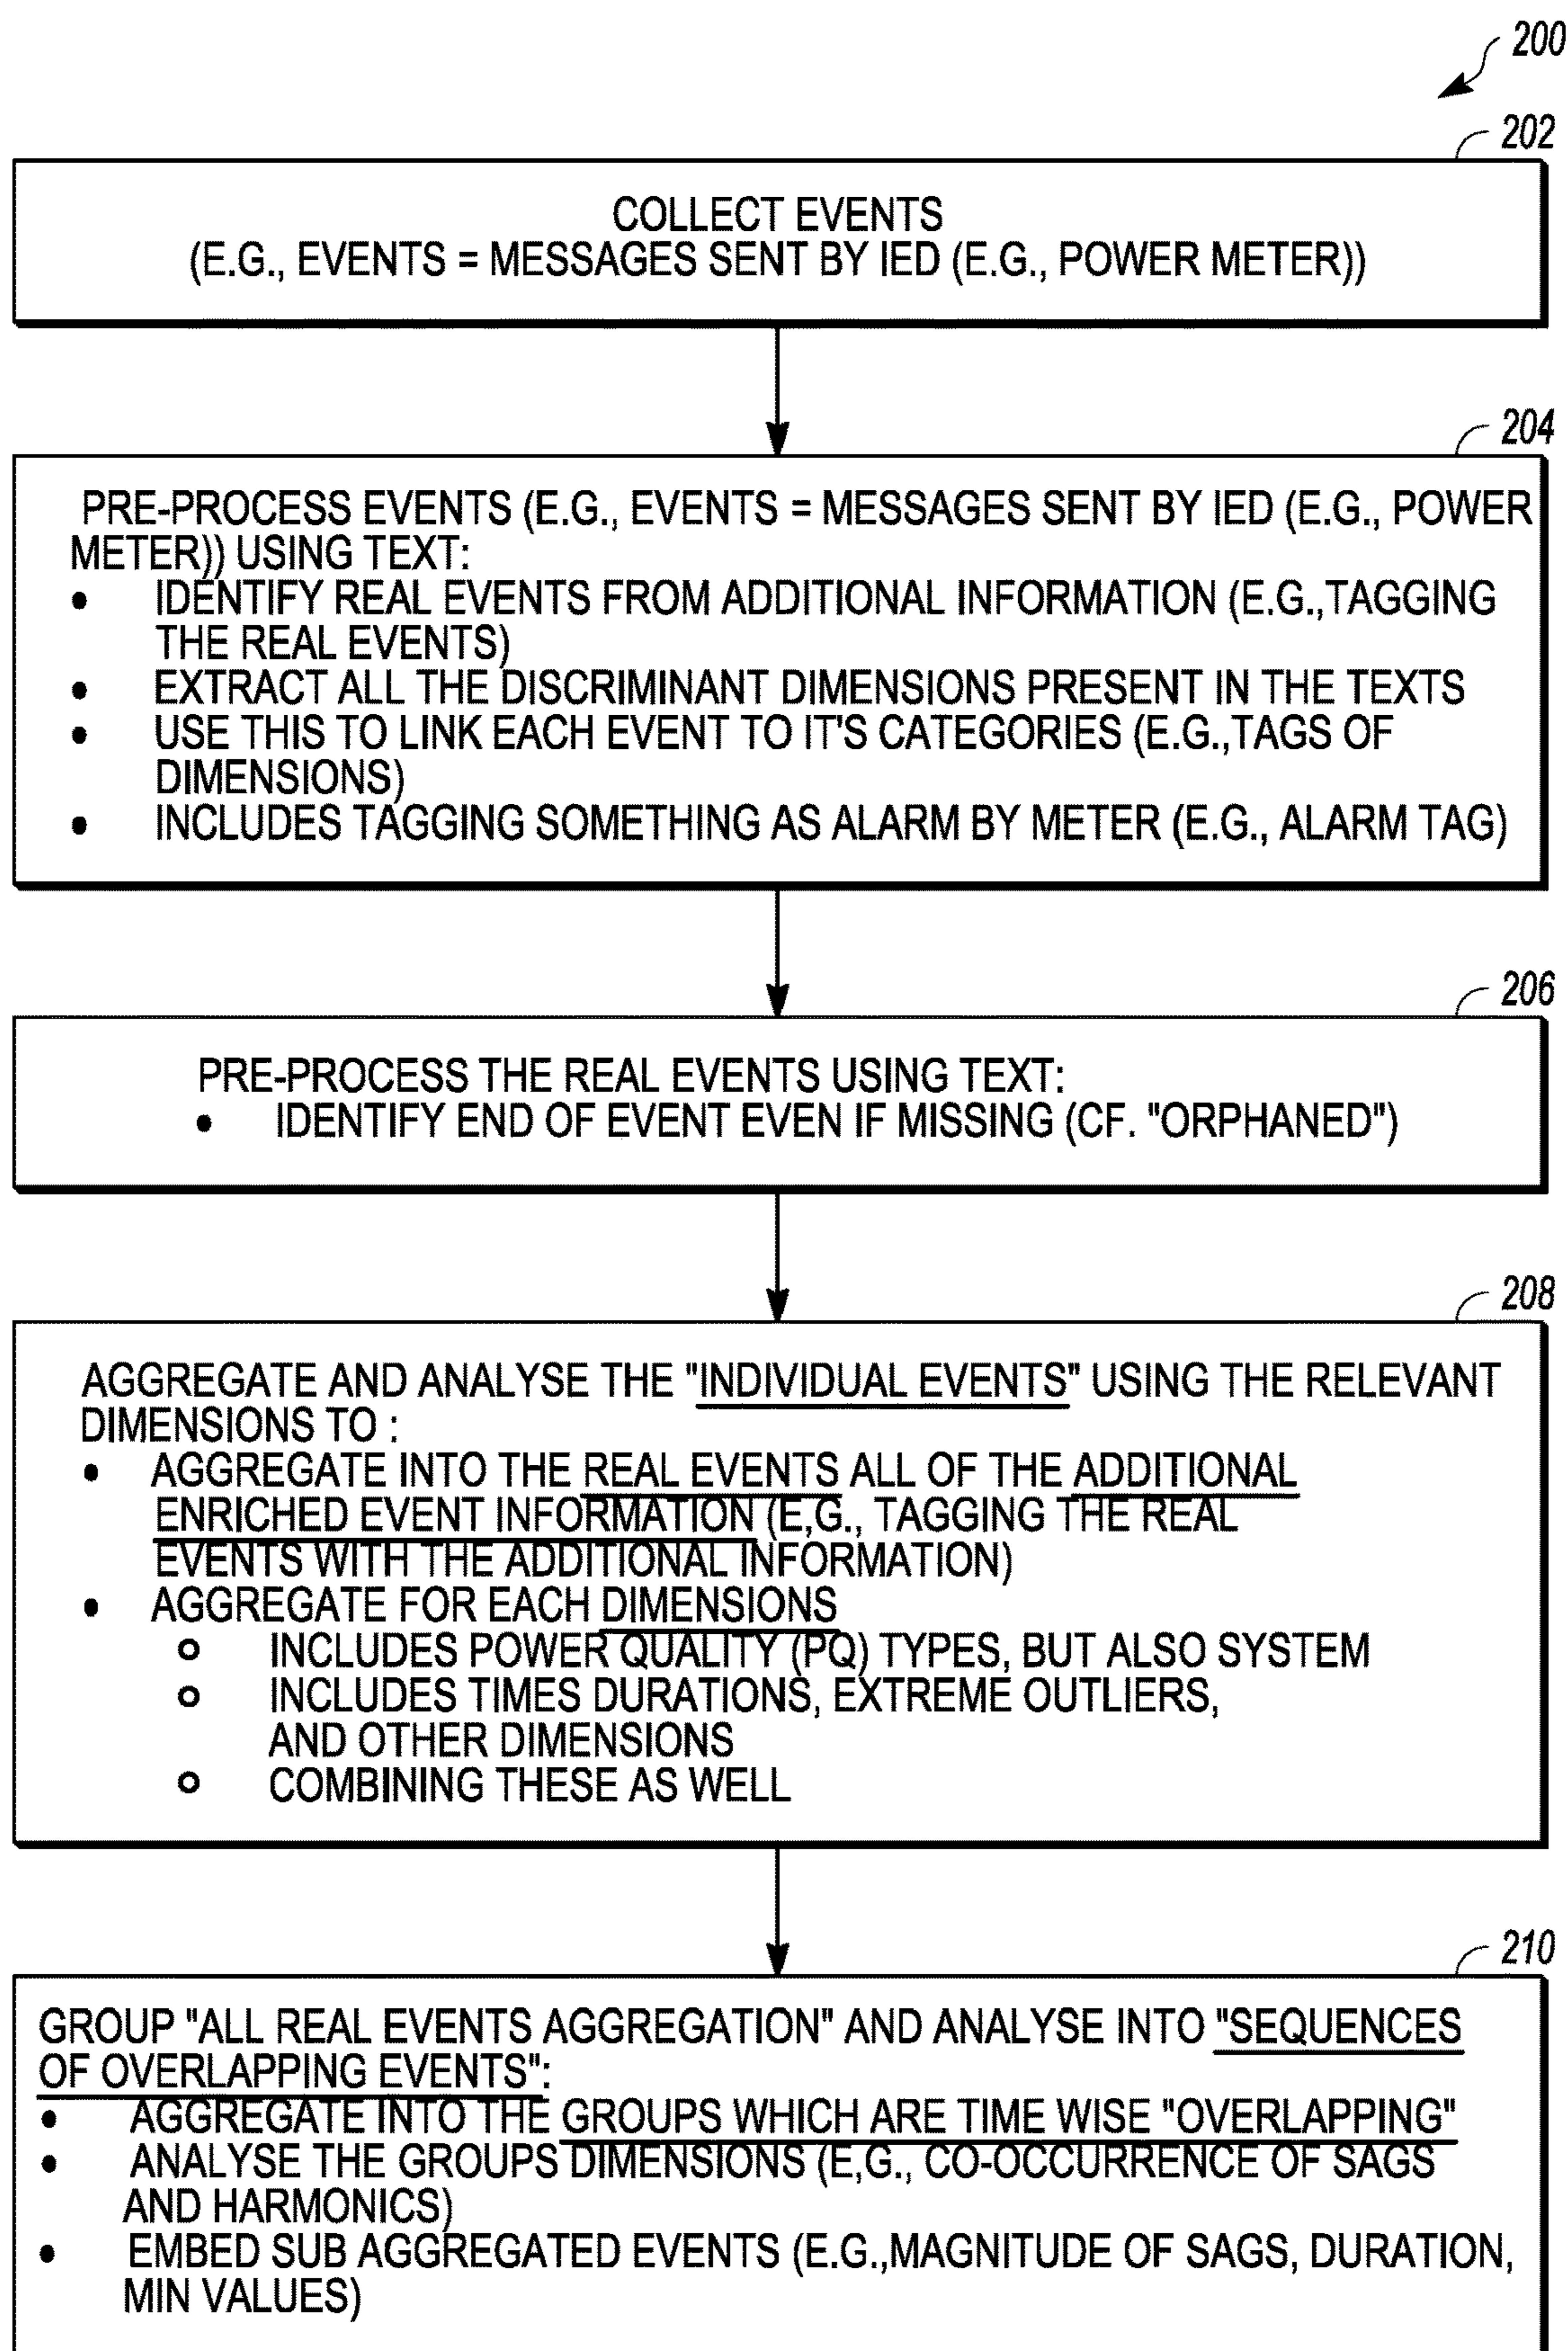 200
202
COLLECT EVENTS
(E.G., EVENTS = MESSAGES SENT BY IED (E.G., POWER METER))
204
PRE-PROCESS EVENTS (E.G., EVENTS = MESSAGES SENT BY IED (E.G., POWER
METER)) USING TEXT:
• IDENTIFY REAL EVENTS FROM ADDITIONAL INFORMATION (E.G.,TAGGING
THE REAL EVENTS)
• EXTRACT ALL THE DISCRIMINANT DIMENSIONS PRESENT IN THE TEXTS
• USE THIS TO LINK EACH EVENT TO IT'S CATEGORIES (E.G.,TAGS OF
DIMENSIONS)
• INCLUDES TAGGING SOMETHING AS ALARM BY METER (E.G., ALARM TAG)
206
PRE-PROCESS THE REAL EVENTS USING TEXT:
• IDENTIFY END OF EVENT EVEN IF MISSING (CF. "ORPHANED")
208
AGGREGATE AND ANALYSE THE "INDIVIDUAL EVENTS" USING THE RELEVANT
DIMENSIONS TO :
• AGGREGATE INTO THE REAL EVENTS ALL OF THE ADDITIONAL
ENRICHED EVENT INFORMATION (E,G., TAGGING THE REAL
EVENTS WITH THE ADDITIONAL INFORMATION)
• AGGREGATE FOR EACH DIMENSIONS
o INCLUDES POWER QUALITY (PQ) TYPES, BUT ALSO SYSTEM
o INCLUDES TIMES DURATIONS, EXTREME OUTLIERS,
AND OTHER DIMENSIONS
o COMBINING THESE AS WELL
210
GROUP "ALL REAL EVENTS AGGREGATION" AND ANALYSE INTO "SEQUENCES
OF OVERLAPPING EVENTS":
• AGGREGATE INTO THE GROUPS WHICH ARE TIME WISE "OVERLAPPING"
• ANALYSE THE GROUPS DIMENSIONS (E,G., CO-OCCURRENCE OF SAGS
AND HARMONICS)
• EMBED SUB AGGREGATED EVENTS (E.G.,MAGNITUDE OF SAGS, DURATION,
MIN VALUES)